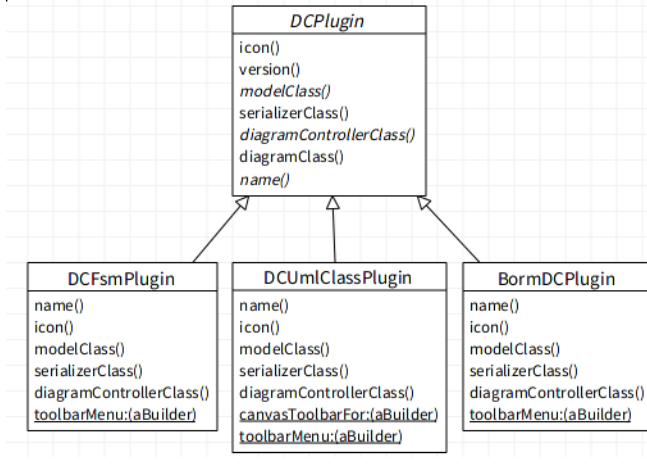 DCPlugin
icon()
version()
modelClass()
serializerClass()
diagramControllerClass()
diagramClass()
name()
DCFsmPlugin
name()
icon()
modelClass()
serializerClass()
diagramControllerClass()
toolbarMenu:(aBuilder)
DCUmlClassPlugin
name()
icon()
modelClass()
serializerClass()
diagramControllerClass()
canvasToolbarFor:(aBuilder)
toolbarMenu:(aBuilder)
BormDCPlugin
name()
icon()
modelClass()
serializerClass()
diagramControllerClass()
toolbarMenu:(aBuilder)